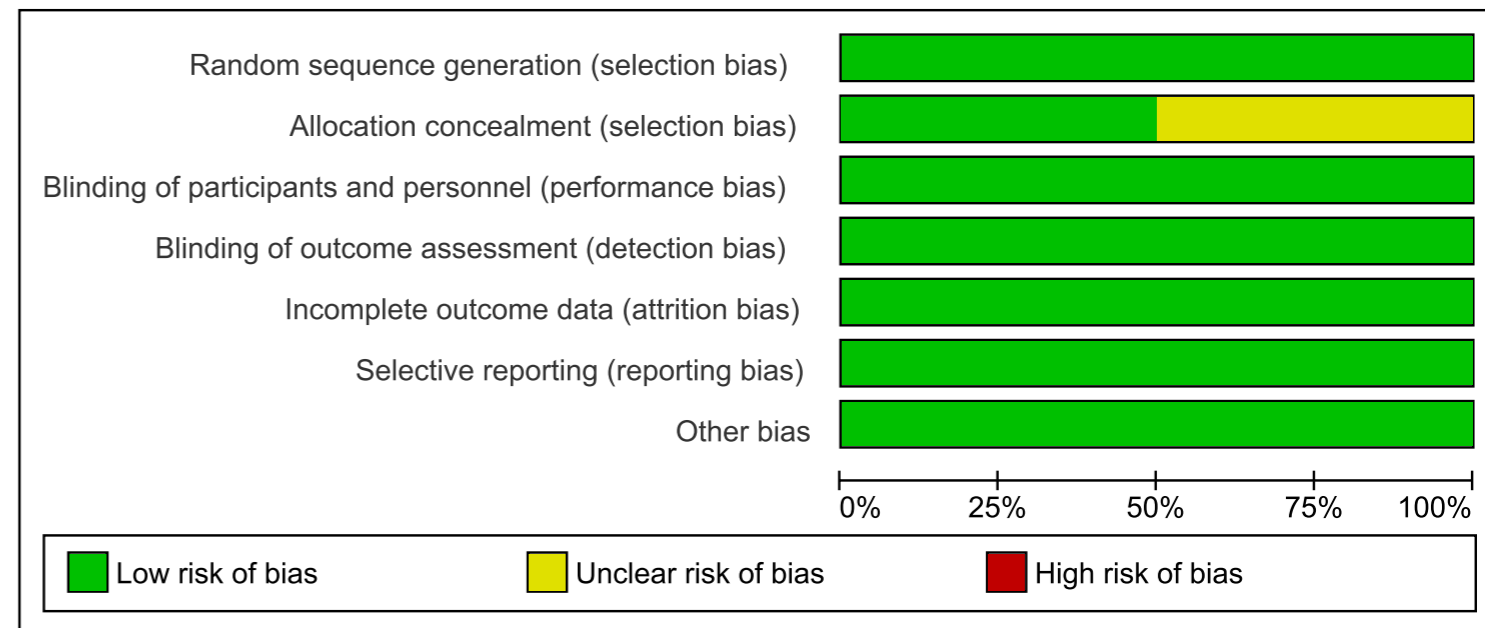 Random sequence generation (selection bias)
Allocation concealment (selection bias)
Blinding of participants and personnel (performance bias)
Blinding of outcome assessment (detection bias)
Incomplete outcome data (attrition bias)
Selective reporting (reporting bias)
Other bias
0% 25% 50% 75% 100%
Low risk of bias Unclear risk of bias High risk of bias